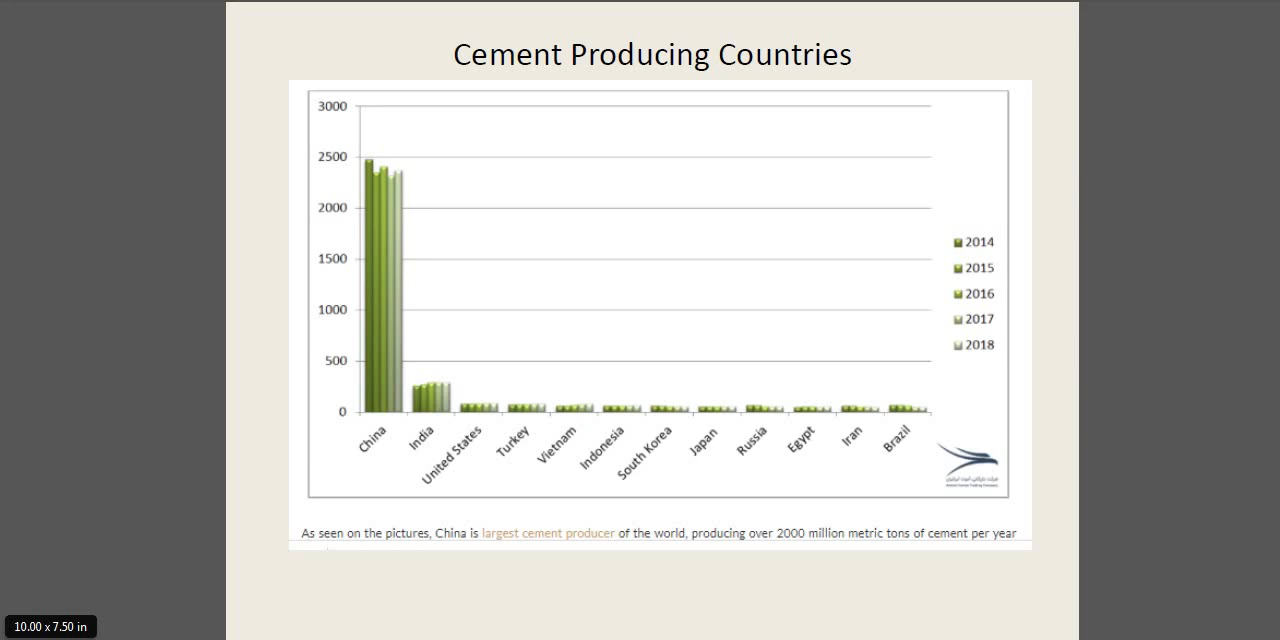 Cement Producing Countries
3000
2500
2000
1500
1000
500
0
China
India
United States
Turkey
Vietnam
Indonesia
South Korea
Japan
Russia
Egypt
Iran
Brazil
2014
2015
2016
2017
2018
As seen on the pictures, China is largest cement producer of the world, producing over 2000 million metric tons of cement per year
10.00 x 7.50 in